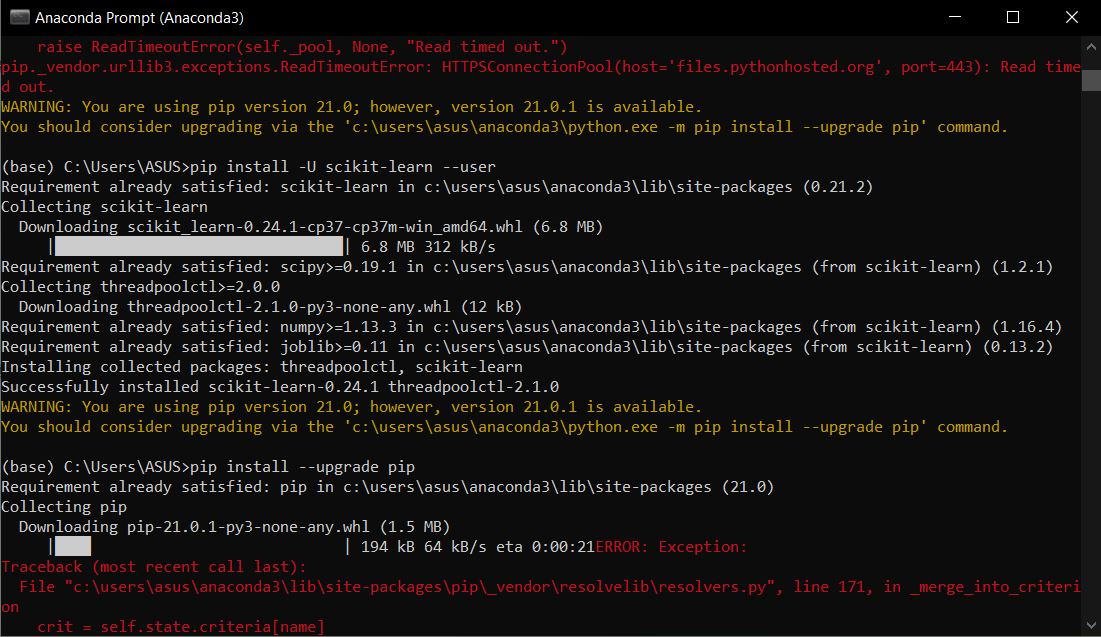 Anaconda Prompt (Anaconda3)
    raise ReadTimeoutError(self._pool, None, "Read timed out.")
pip._vendor.urllib3.exceptions.ReadTimeoutError: HTTPSConnectionPool(host='files.pythonhosted.org', port=443): Read time
d out.
WARNING: You are using pip version 21.0; however, version 21.0.1 is available.
You should consider upgrading via the 'c:\users\asus\anaconda3\python.exe -m pip install --upgrade pip' command.
(base) C:\Users\ASUS>pip install -U scikit-learn --user
Requirement already satisfied: scikit-learn in c:\users\asus\anaconda3\lib\site-packages (0.21.2)
Collecting scikit-learn
  Downloading scikit_learn-0.24.1-cp37-cp37m-win_amd64.whl (6.8 MB)
     |████████████████████████████████| 6.8 MB 312 kB/s
Requirement already satisfied: scipy>=0.19.1 in c:\users\asus\anaconda3\lib\site-packages (from scikit-learn) (1.2.1)
Collecting threadpoolctl>=2.0.0
  Downloading threadpoolctl-2.1.0-py3-none-any.whl (12 kB)
Requirement already satisfied: numpy>=1.13.3 in c:\users\asus\anaconda3\lib\site-packages (from scikit-learn) (1.16.4)
Requirement already satisfied: joblib>=0.11 in c:\users\asus\anaconda3\lib\site-packages (from scikit-learn) (0.13.2)
Installing collected packages: threadpoolctl, scikit-learn
Successfully installed scikit-learn-0.24.1 threadpoolctl-2.1.0
WARNING: You are using pip version 21.0; however, version 21.0.1 is available.
You should consider upgrading via the 'c:\users\asus\anaconda3\python.exe -m pip install --upgrade pip' command.
(base) C:\Users\ASUS>pip install --upgrade pip
Requirement already satisfied: pip in c:\users\asus\anaconda3\lib\site-packages (21.0)
Collecting pip
  Downloading pip-21.0.1-py3-none-any.whl (1.5 MB)
     |████                            | 194 kB 64 kB/s eta 0:00:21ERROR: Exception:
Traceback (most recent call last):
  File "c:\users\asus\anaconda3\lib\site-packages\pip\_vendor\resolvelib\resolvers.py", line 171, in _merge_into_criteri
on
    crit = self.state.criteria[name]